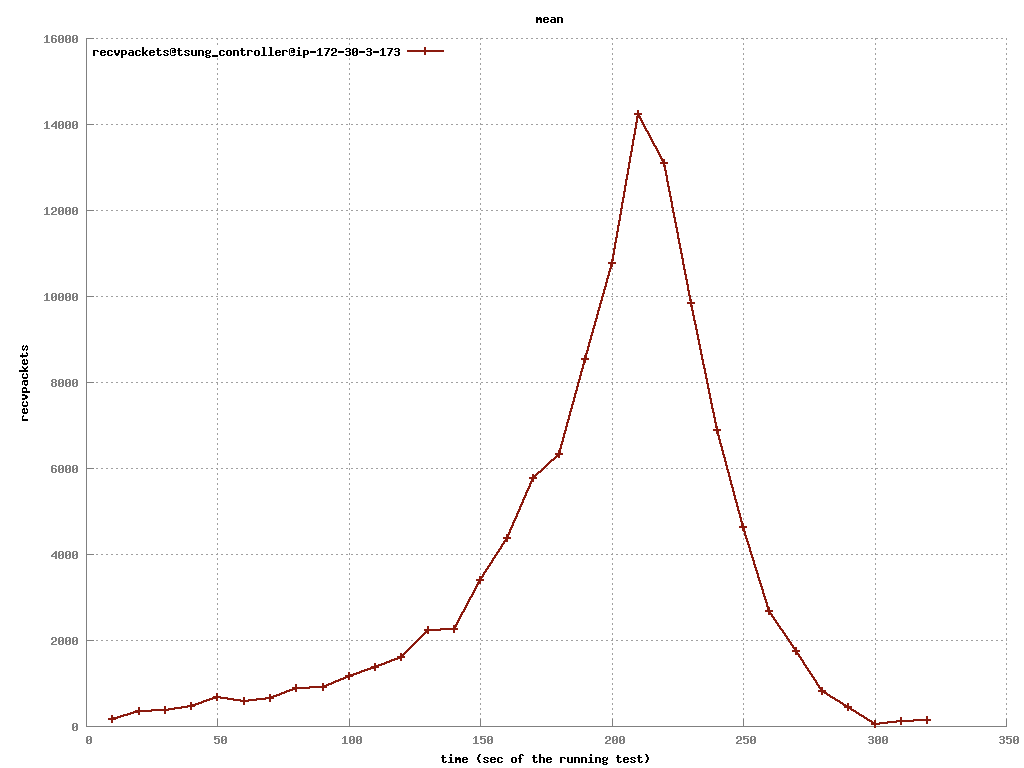 mean
16000
recvpackets@tsung_controller@ip-172-30-3-173
14000
12000
10000
8000
6000
4000
2000
0
recvpackets
0 50 100 150 200 250 300 350
time (sec of the running test)